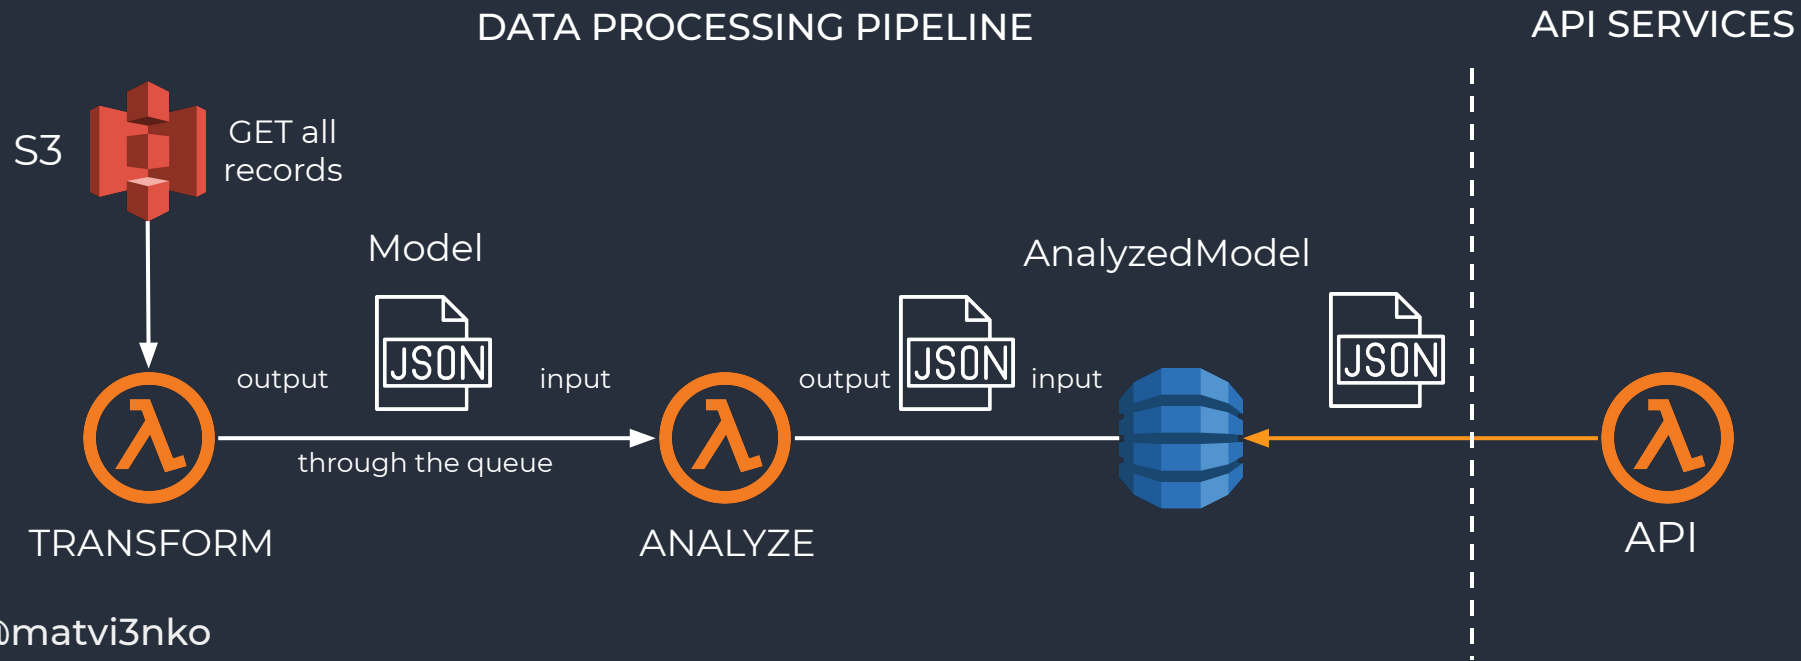 DATA PROCESSING PIPELINE
API SERVICES
S3
GET all
records
Model
AnalyzedModel
JSON
JSON
JSON
output
input
output
input
through the queue
TRANSFORM
ANALYZE
API
@matvi3nko